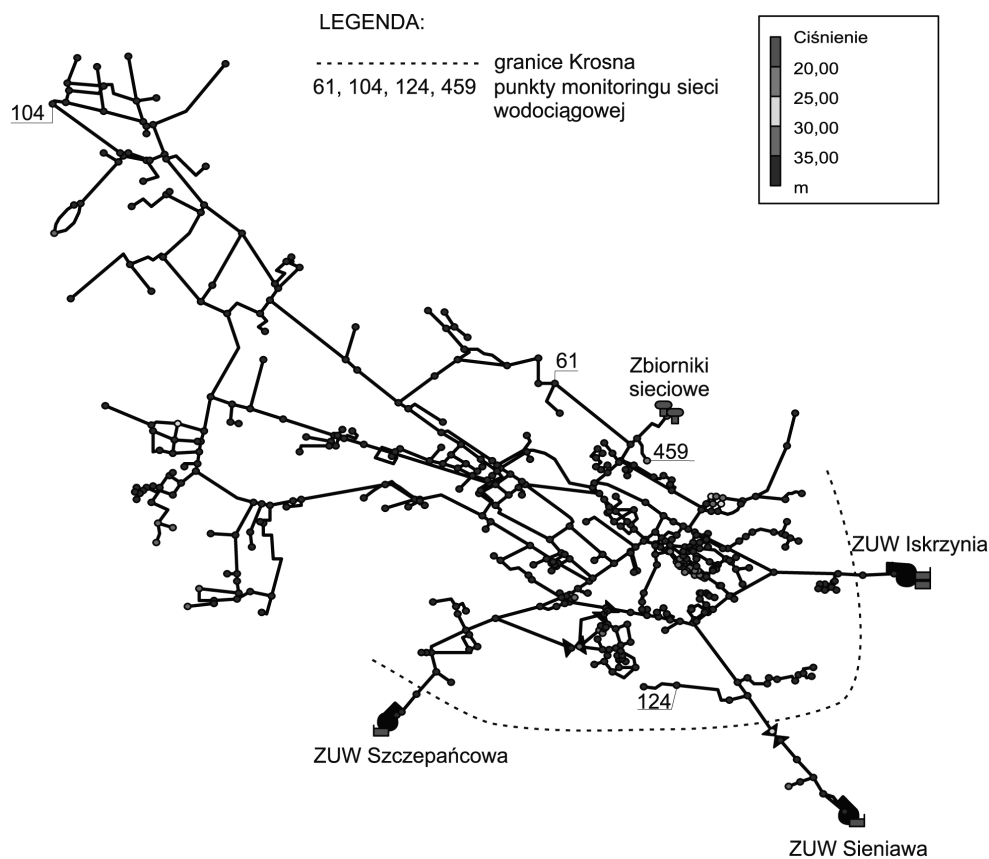 LEGENDA:
granice Krosna
61, 104, 124, 459 punkty monitoringu sieci
wodociągowej
Ciśnienie
20,00
25,00
30,00
35,00
m
104
61
Zbiorniki
sieciowe
459
ZUW Iskrzynia
124
ZUW Szczepańcowa
ZUW Sieniawa